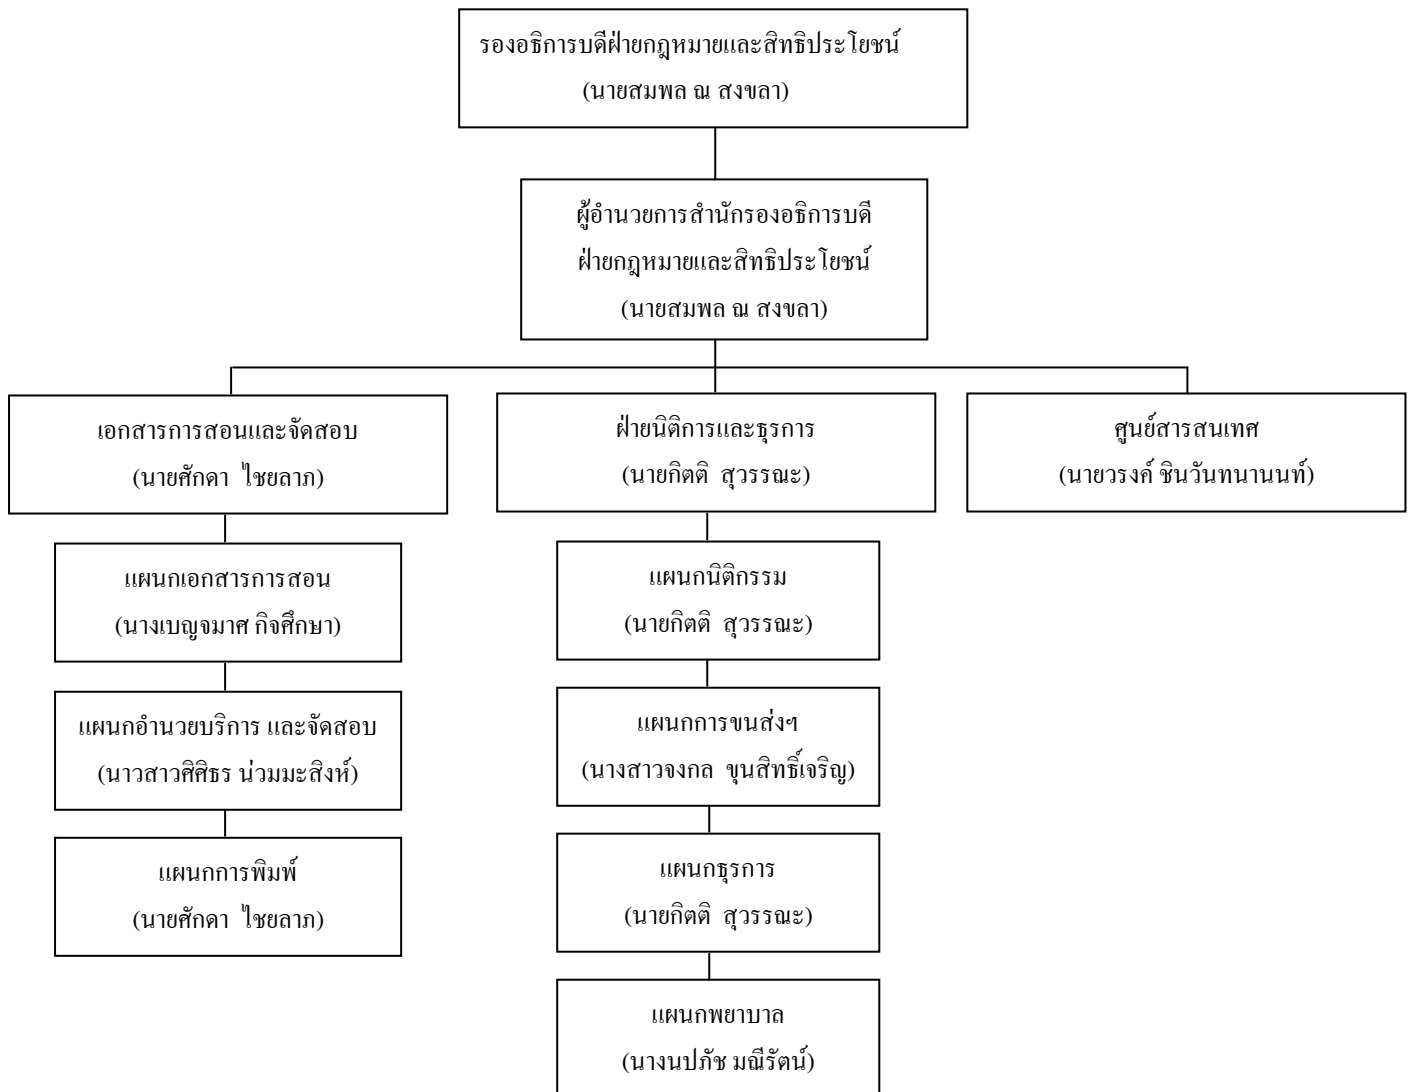 รองอธิการบดีฝ่ายกฎหมายและสิทธิประโยชน์
(นายสมพล ณ สงขลา)
ผู้อำนวยการสำนักรองอธิการบดี
ฝ่ายกฎหมายและสิทธิประโยชน์
(นายสมพล ณ สงขลา)
เอกสารการสอนและจัดสอบ
(นายศักดา ไชยลาภ)
ฝ่ายนิติการและธุรการ
(นายกิตติ สุวรรณะ)
ศูนย์สารสนเทศ
(นายวรงค์ ชินวันทนานนท์)
แผนกเอกสารการสอน
(นางเบญจมาศ กิจศึกษา)
แผนกอำนวยบริการ และจัดสอบ
(นาวสาวศิศิธร น่วมมะสิงห์)
แผนกการพิมพ์
(นายศักดา ไชยลาภ)
แผนกนิติกรรม
(นายกิตติ สุวรรณะ)
แผนกการขนส่งฯ
(นางสาวจงกล ขุนสิทธิ์เจริญ)
แผนกธุรการ
(นายกิตติ สุวรรณะ)
แผนกพยาบาล
(นางนปภัช มณีรัตน์)